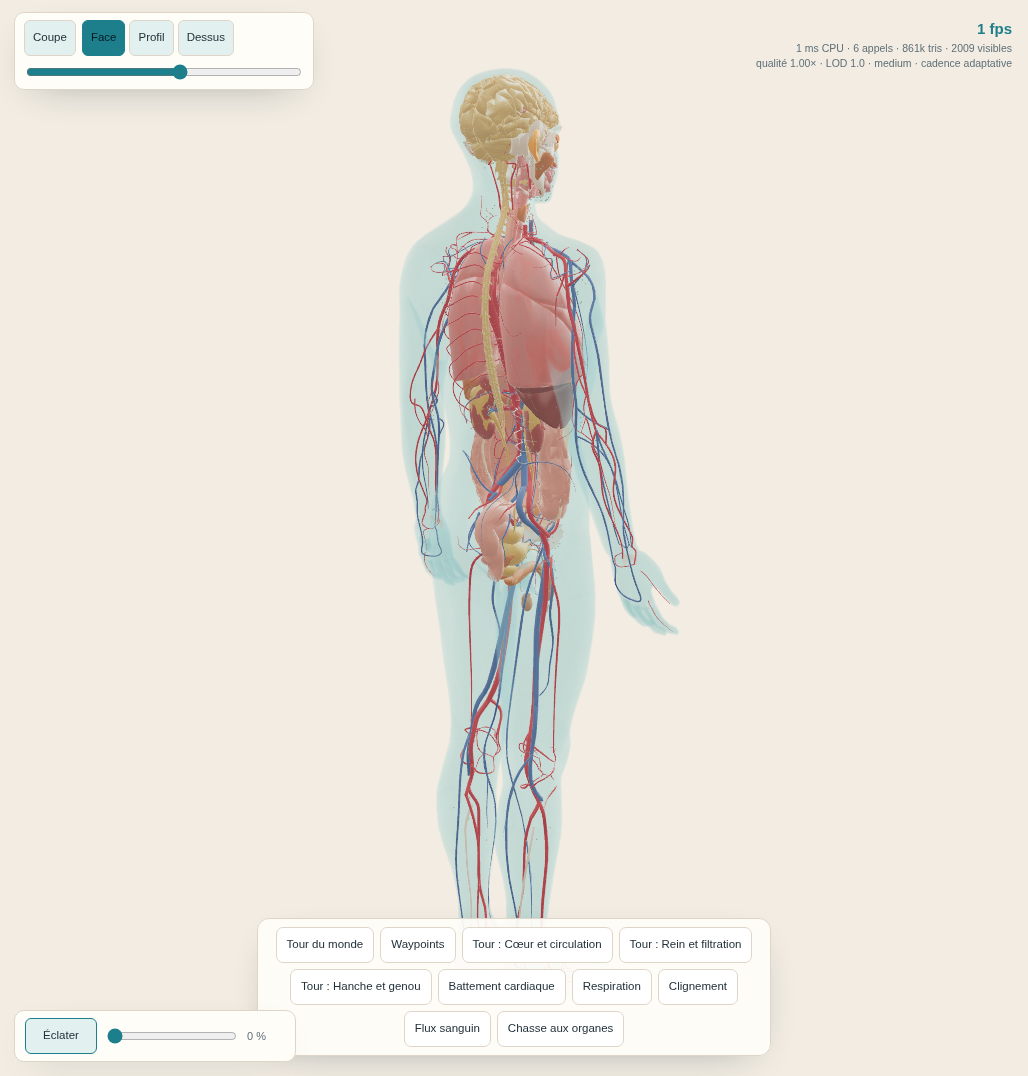 Coupe Face Profil Dessus
1 fps
1 ms CPU · 6 appels · 861k tris · 2009 visibles
qualité 1.00× · LOD 1.0 · medium · cadence adaptative
Tour du monde Waypoints Tour : Cœur et circulation Tour : Rein et filtration
Tour : Hanche et genou Battement cardiaque Respiration Clignement
Flux sanguin Chasse aux organes
Éclater 0 %